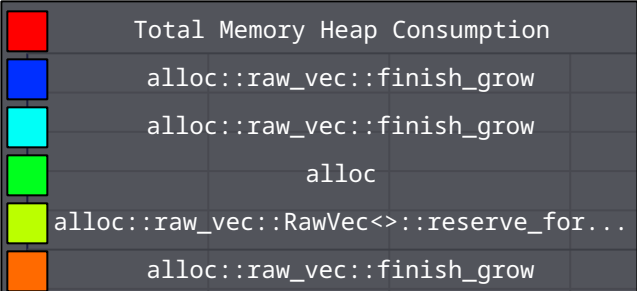 Total Memory Heap Consumption
alloc::raw_vec::finish_grow
alloc::raw_vec::finish_grow
alloc
alloc::raw_vec::RawVec<>::reserve_for...
alloc::raw_vec::finish_grow